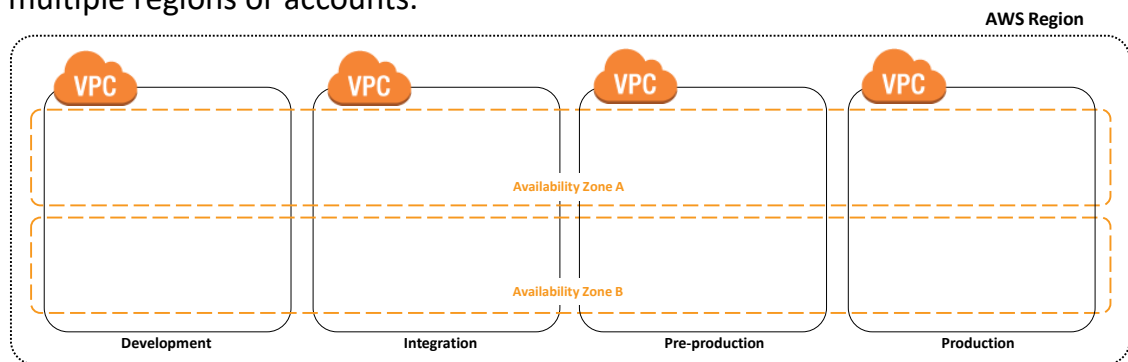 multiple regions or accounts.
AWS Region
VPC VPC VPC VPC
Availability Zone A
Availability Zone B
Development Integration Pre-production Production